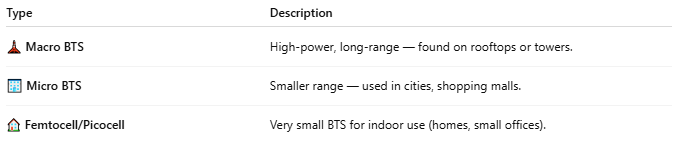 Type Description
Macro BTS High-power, long-range — found on rooftops or towers.
Micro BTS Smaller range — used in cities, shopping malls.
Femtocell/Picocell Very small BTS for indoor use (homes, small offices).